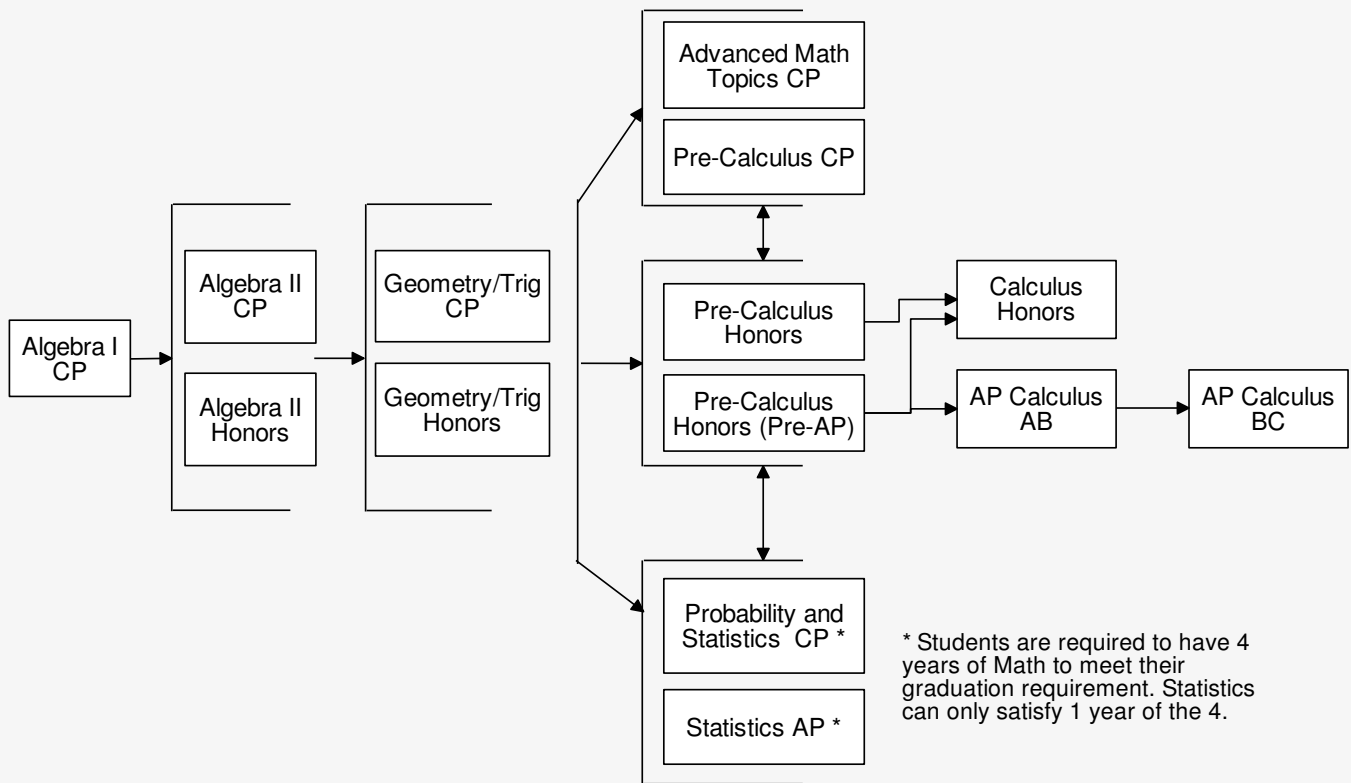 Algebra I
CP
Algebra II
CP
Algebra II
Honors
Geometry/Trig
CP
Geometry/Trig
Honors
Advanced Math
Topics CP
Pre-Calculus CP
Pre-Calculus
Honors
Pre-Calculus
Honors (Pre-AP)
Calculus
Honors
AP Calculus
AB
AP Calculus
BC
Probability and
Statistics CP *
Statistics AP *
* Students are required to have 4
years of Math to meet their
graduation requirement. Statistics
can only satisfy 1 year of the 4.